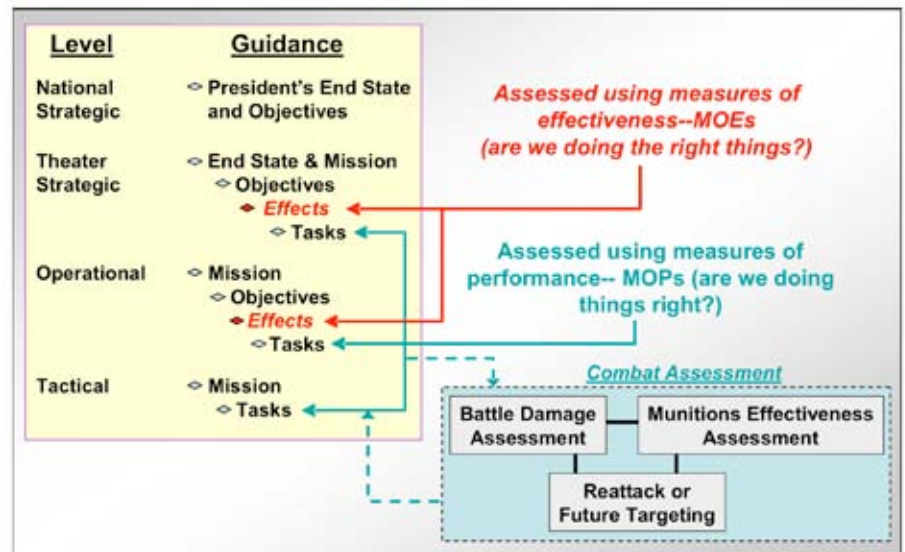 Level Guidance
National Strategic
President's End State and Objectives
Theater Strategic
End State & Mission
Objectives
Effects
Tasks
Operational
Mission
Objectives
Effects
Tasks
Tactical
Mission
Tasks
Assessed using measures of
effectiveness--MOEs
(are we doing the right things?)
Assessed using measures of
performance-- MOPs (are we doing
things right?)
Combat Assessment
Battle Damage
Assessment
Munitions Effectiveness
Assessment
Reattack or
Future Targeting